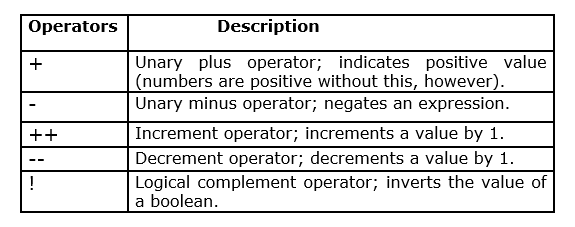 Operators Description
+ Unary plus operator; indicates positive value
(numbers are positive without this, however).
- Unary minus operator; negates an expression.
++ Increment operator; increments a value by 1.
-- Decrement operator; decrements a value by 1.
! Logical complement operator; inverts the value of
a boolean.